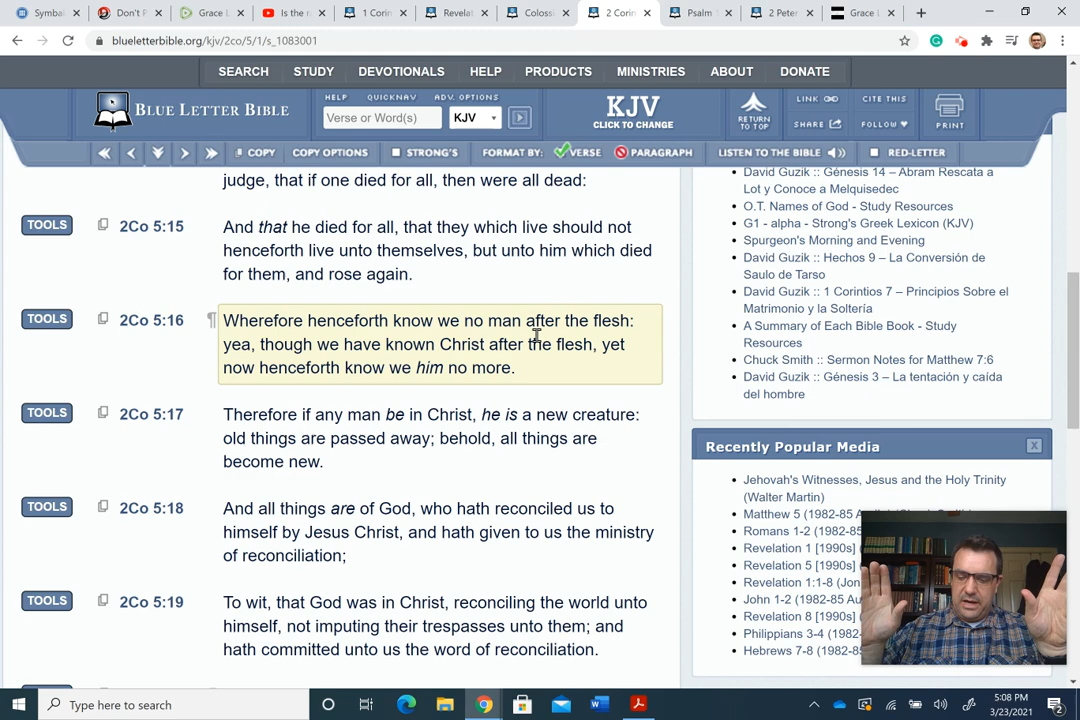 Symbal
Don't P
Grace L
Is the ra
1 Corin
Revelat
Colossi
2 Corin
Psalm 1
2 Peter
Grace L
blueletterbible.org/kjv/2co/5/1/s_1083001
SEARCH STUDY DEVOTIONALS HELP PRODUCTS MINISTRIES ABOUT DONATE
BLUE LETTER BIBLE
HELP QUICKNAV ADV. OPTIONS
Verse or Word(s) KJV
KJV
CLICK TO CHANGE
RETURN TO TOP
LINK
SHARE
CITE THIS
FOLLOW
PRINT
COPY COPY OPTIONS STRONG'S FORMAT BY: VERSE PARAGRAPH LISTEN TO THE BIBLE RED-LETTER
judge, that if one died for all, then were all dead:
TOOLS 2Co 5:15 And that he died for all, that they which live should not
henceforth live unto themselves, but unto him which died
for them, and rose again.
TOOLS 2Co 5:16 ¶ Wherefore henceforth know we no man after the flesh:
yea, though we have known Christ after the flesh, yet
now henceforth know we him no more.
TOOLS 2Co 5:17 Therefore if any man be in Christ, he is a new creature:
old things are passed away; behold, all things are
become new.
TOOLS 2Co 5:18 And all things are of God, who hath reconciled us to
himself by Jesus Christ, and hath given to us the ministry
of reconciliation;
TOOLS 2Co 5:19 To wit, that God was in Christ, reconciling the world unto
himself, not imputing their trespasses unto them; and
hath committed unto us the word of reconciliation.
David Guzik :: Génesis 14 – Abram Rescata a
Lot y Conoce a Melquisedec
O.T. Names of God - Study Resources
G1 - alpha - Strong's Greek Lexicon (KJV)
Spurgeon's Morning and Evening
David Guzik :: Hechos 9 – La Conversión de
Saulo de Tarso
David Guzik :: 1 Corintios 7 – Principios Sobre el
Matrimonio y la Soltería
A Summary of Each Bible Book - Study
Resources
Chuck Smith :: Sermon Notes for Matthew 7:6
David Guzik :: Génesis 3 – La tentación y caída
del hombre
Recently Popular Media X
Jehovah's Witnesses, Jesus and the Holy Trinity
(Walter Martin)
Matthew 5 (1982-85
Romans 1-2 (1982-85
Revelation 1 [1990s]
Revelation 5 [1990s]
Revelation 1:1-8 (Jon
John 1-2 (1982-85 Au
Revelation 8 [1990s]
Philippians 3-4 (1982-
Hebrews 7-8 (1982-85
Type here to search
5:08 PM
3/23/2021
2